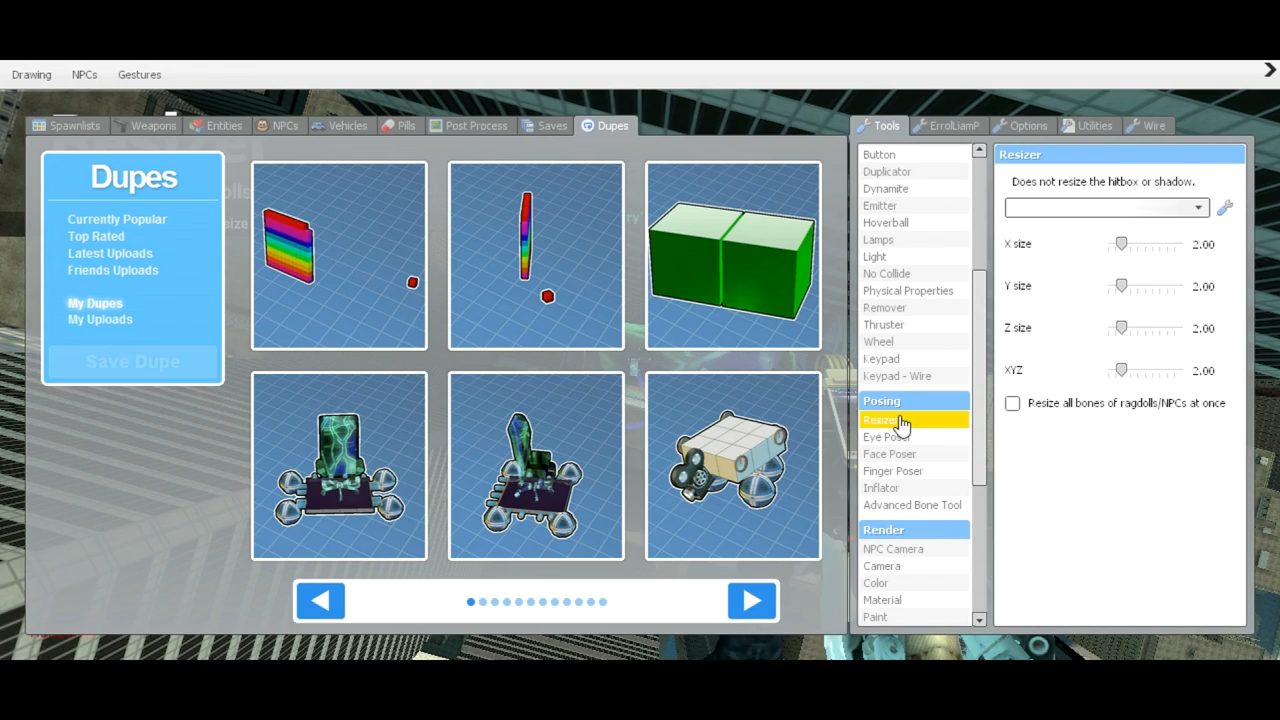 Drawing NPCs Gestures
Spawnlists Weapons Entities NPCs Vehicles Pills Post Process Saves Dupes
Tools ErrolLiamP Options Utilities Wire
Dupes
Currently Popular
Top Rated
Latest Uploads
Friends Uploads
My Dupes
My Uploads
Save Dupe
Button
Duplicator
Dynamite
Emitter
Hoverball
Lamps
Light
No Collide
Physical Properties
Remover
Thruster
Wheel
Keypad
Keypad - Wire
Posing
Resizer
Eye Poser
Face Poser
Finger Poser
Inflator
Advanced Bone Tool
Render
NPC Camera
Camera
Color
Material
Paint
Resizer
Does not resize the hitbox or shadow.
X size 2.00
Y size 2.00
Z size 2.00
XYZ 2.00
Resize all bones of ragdolls/NPCs at once